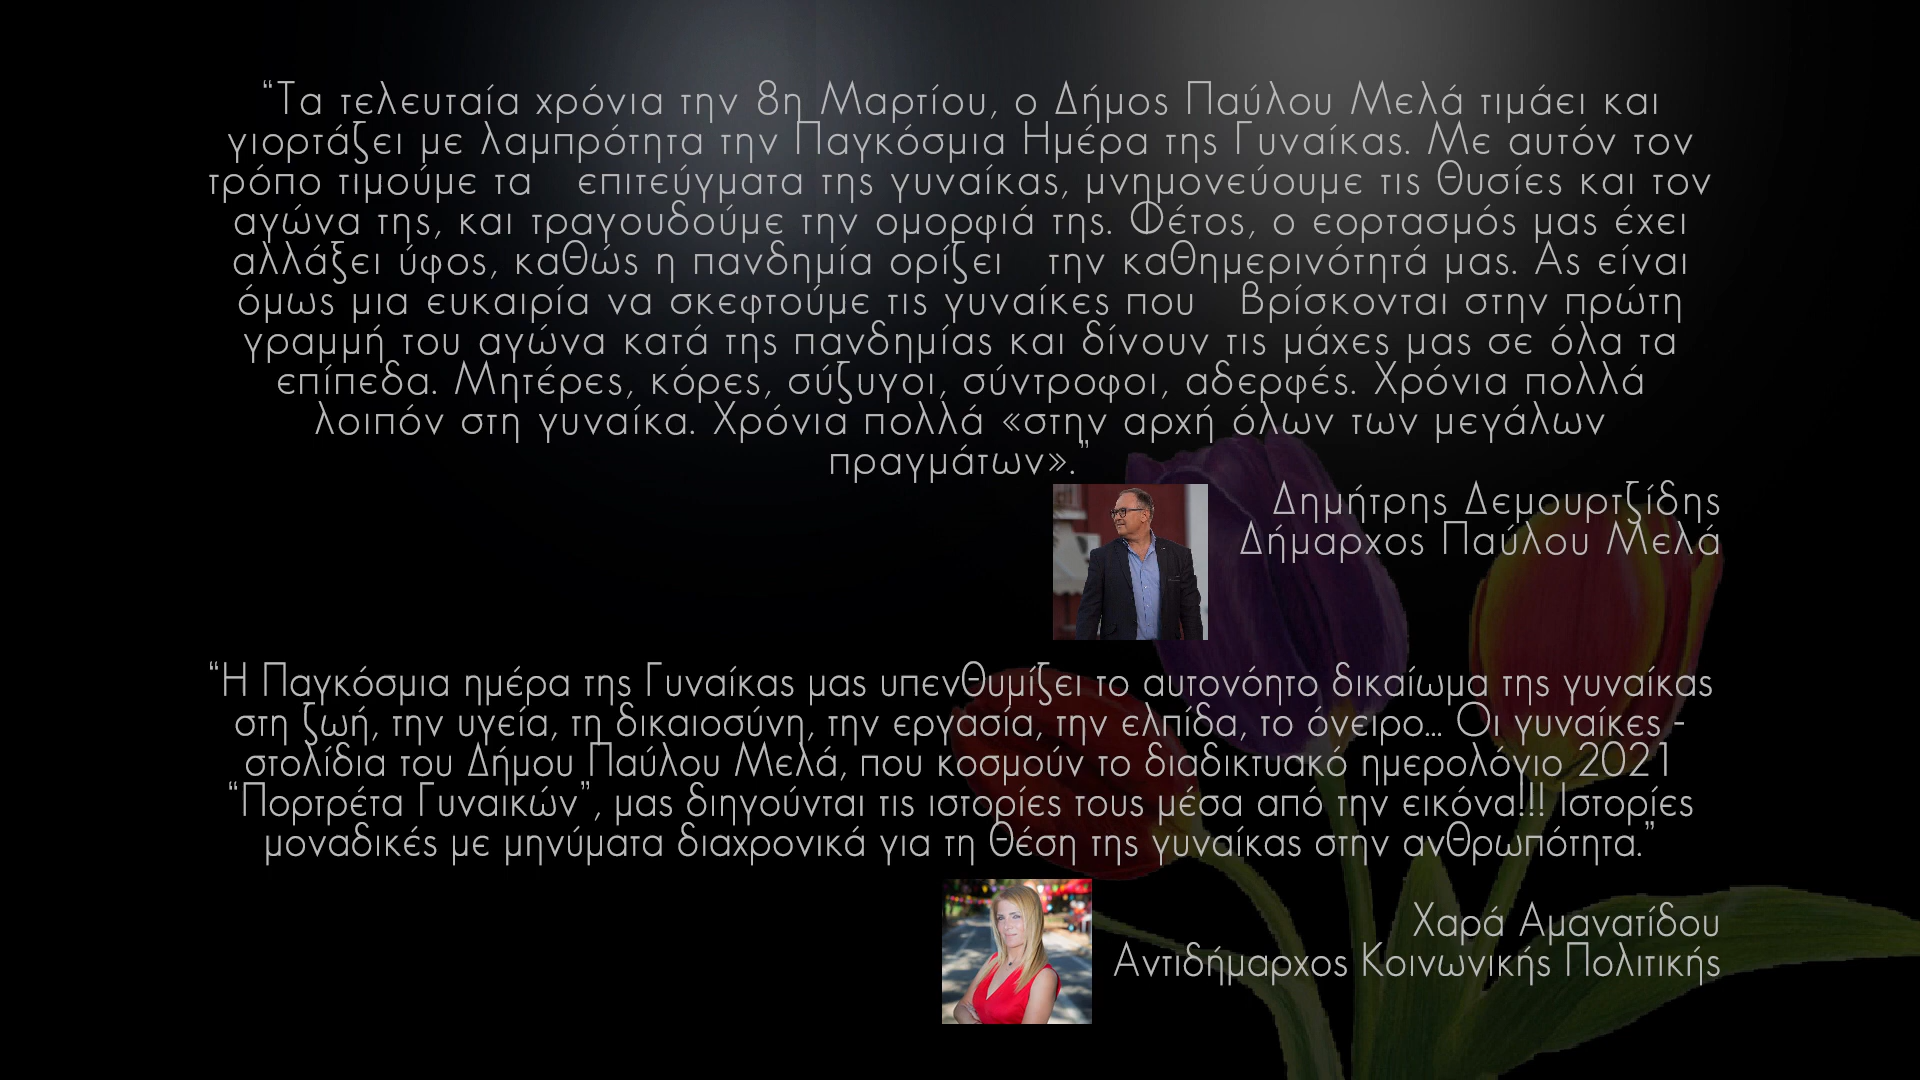 “Τα τελευταία χρόνια την 8η Μαρτίου, ο Δήμος Παύλου Μελά τιμάει και
γιορτάζει με λαμπρότητα την Παγκόσμια Ημέρα της Γυναίκας. Με αυτόν τον
τρόπο τιμούμε τα επιτεύγματα της γυναίκας, μνημονεύουμε τις θυσίες και τον
αγώνα της, και τραγουδούμε την ομορφιά της. Φέτος, ο εορτασμός μας έχει
αλλάξει ύφος, καθώς η πανδημία ορίζει την καθημερινότητά μας. Ας είναι
όμως μια ευκαιρία να σκεφτούμε τις γυναίκες που βρίσκονται στην πρώτη
γραμμή του αγώνα κατά της πανδημίας και δίνουν τις μάχες μας σε όλα τα
επίπεδα. Μητέρες, κόρες, σύζυγοι, σύντροφοι, αδερφές. Χρόνια πολλά
λοιπόν στη γυναίκα. Χρόνια πολλά «στην αρχή όλων των μεγάλων
πραγμάτων».”
Δημήτρης Δεμουρτζίδης
Δήμαρχος Παύλου Μελά
“Η Παγκόσμια ημέρα της Γυναίκας μας υπενθυμίζει το αυτονόητο δικαίωμα της γυναίκας
στη ζωή, την υγεία, τη δικαιοσύνη, την εργασία, την ελπίδα, το όνειρο... Οι γυναίκες -
στολίδια του Δήμου Παύλου Μελά, που κοσμούν το διαδικτυακό ημερολόγιο 2021
“Πορτρέτα Γυναικών”, μας διηγούνται τις ιστορίες τους μέσα από την εικόνα!!! Ιστορίες
μοναδικές με μηνύματα διαχρονικά για τη θέση της γυναίκας στην ανθρωπότητα.”
Χαρά Αμανατίδου
Αντιδήμαρχος Κοινωνικής Πολιτικής